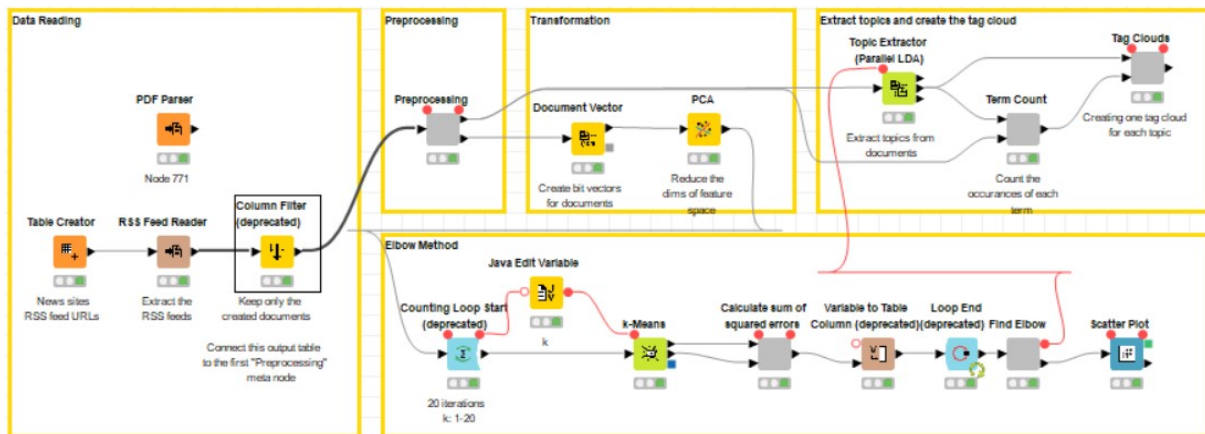 Data Reading
PDF Parser
Node 771
Table Creator
News sites
RSS feed URLs
RSS Feed Reader
Extract the
RSS feeds
Column Filter
(deprecated)
Keep only the
created documents
Connect this output table
to the first "Preprocessing"
meta node
Preprocessing
Preprocessing
Transformation
Document Vector
Create bit vectors
for documents
PCA
Reduce the
dims of feature
space
Extract topics and create the tag cloud
Topic Extractor
(Parallel LDA)
Extract topics from
documents
Term Count
Count the
occurances of each
term
Tag Clouds
Creating one tag cloud
for each topic
Elbow Method
Counting Loop Start
(deprecated)
20 iterations
k: 1-20
Java Edit Variable
k
k-Means
Calculate sum of
squared errors
Variable to Table
Column (deprecated)
Loop End
(deprecated)
Find Elbow
Scatter Plot